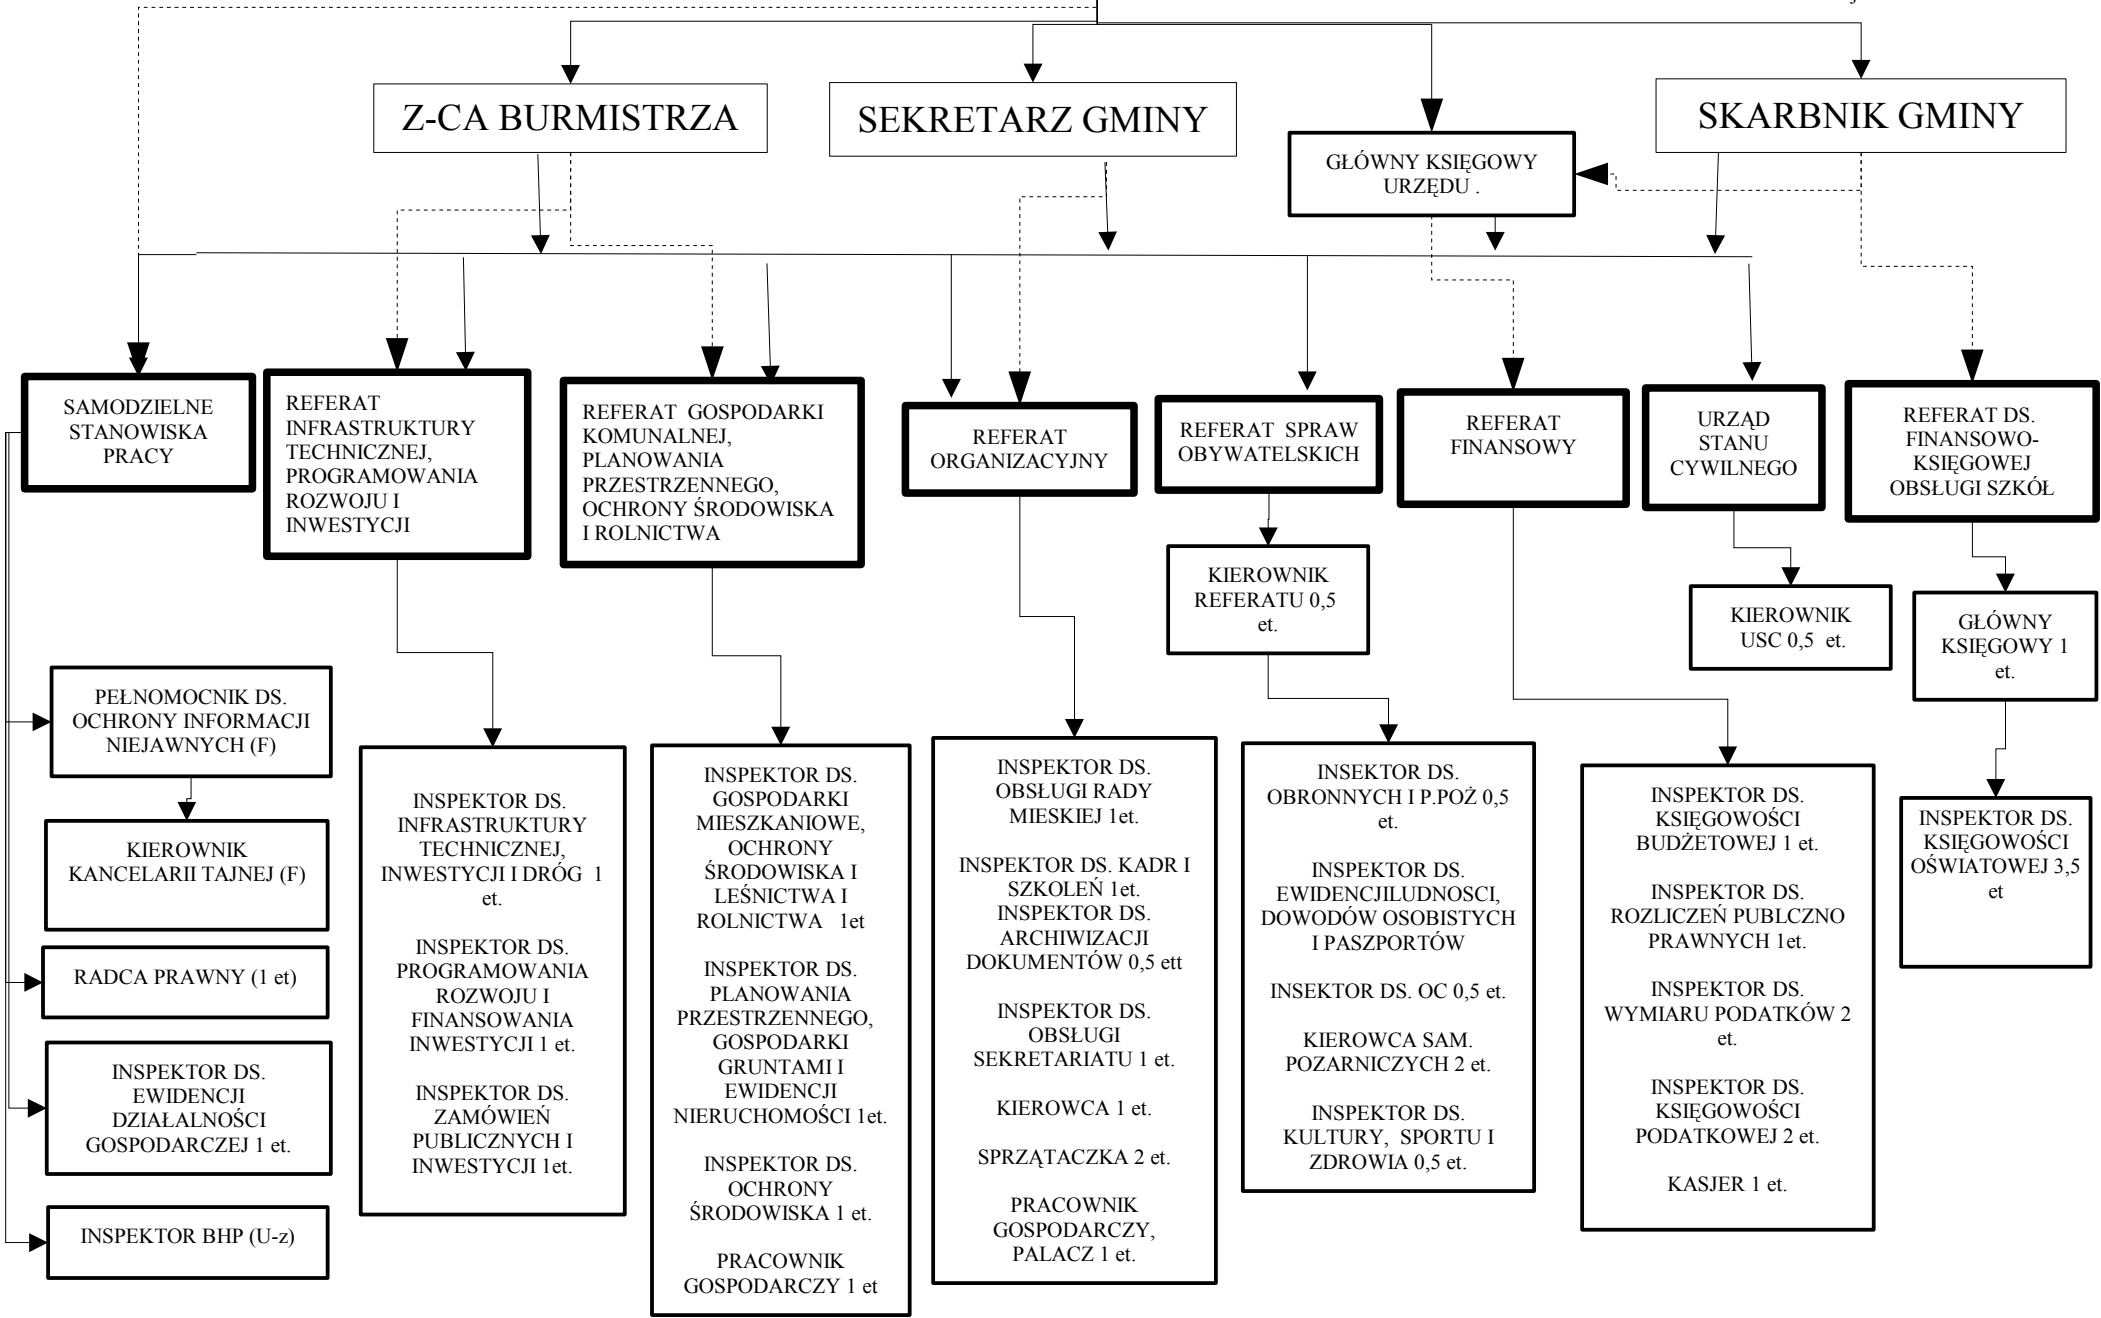 Z-CA BURMISTRZA
SEKRETARZ GMINY
GŁÓWNY KSIĘGOWY
URZĘDU .
SKARBNIK GMINY
SAMODZIELNE
STANOWISKA
PRACY
REFERAT
INFRASTRUKTURY
TECHNICZNEJ,
PROGRAMOWANIA
ROZWOJU I
INWESTYCJI
REFERAT GOSPODARKI
KOMUNALNEJ,
PLANOWANIA
PRZESTRZENNEGO,
OCHRONY ŚRODOWISKA
I ROLNICTWA
REFERAT
ORGANIZACYJNY
REFERAT SPRAW
OBYWATELSKICH
REFERAT
FINANSOWY
URZĄD
STANU
CYWILNEGO
REFERAT DS.
FINANSOWO-
KSIĘGOWEJ
OBSŁUGI SZKÓŁ
KIEROWNIK
REFERATU 0,5
et.
KIEROWNIK
USC 0,5 et.
GŁÓWNY
KSIĘGOWY 1
et.
PEŁNOMOCNIK DS.
OCHRONY INFORMACJI
NIEJAWNYCH (F)
KIEROWNIK
KANCELARII TAJNEJ (F)
RADCA PRAWNY (1 et)
INSPEKTOR DS.
EWIDENCJI
DZIAŁALNOŚCI
GOSPODARCZEJ 1 et.
INSPEKTOR BHP (U-z)
INSPEKTOR DS.
INFRASTRUKTURY
TECHNICZNEJ,
INWESTYCJI I DRÓG 1
et.
INSPEKTOR DS.
PROGRAMOWANIA
ROZWOJU I
FINANSOWANIA
INWESTYCJI 1 et.
INSPEKTOR DS.
ZAMÓWIEŃ
PUBLICZNYCH I
INWESTYCJI 1et.
INSPEKTOR DS.
GOSPODARKI
MIESZKANIOWE,
OCHRONY
ŚRODOWISKA I
LEŚNICTWA I
ROLNICTWA 1et
INSPEKTOR DS.
PLANOWANIA
PRZESTRZENNEGO,
GOSPODARKI
GRUNTAMI I
EWIDENCJI
NIERUCHOMOŚCI 1et.
INSPEKTOR DS.
OCHRONY
ŚRODOWISKA 1 et.
PRACOWNIK
GOSPODARCZY 1 et
INSPEKTOR DS.
OBSŁUGI RADY
MIESKIEJ 1et.
INSPEKTOR DS. KADR I
SZKOLEŃ 1et.
INSPEKTOR DS.
ARCHIWIZACJI
DOKUMENTÓW 0,5 ett
INSPEKTOR DS.
OBSŁUGI
SEKRETARIATU 1 et.
KIEROWCA 1 et.
SPRZĄTACZKA 2 et.
PRACOWNIK
GOSPODARCZY,
PALACZ 1 et.
INSEKTOR DS.
OBRONNYCH I P.POŻ 0,5
et.
INSPEKTOR DS.
EWIDENCJILUDNOSCI,
DOWODÓW OSOBISTYCH
I PASZPORTÓW
INSEKTOR DS. OC 0,5 et.
KIEROWCA SAM.
POZARNICZYCH 2 et.
INSPEKTOR DS.
KULTURY, SPORTU I
ZDROWIA 0,5 et.
INSPEKTOR DS.
KSIĘGOWOŚCI
BUDŻETOWEJ 1 et.
INSPEKTOR DS.
ROZLICZEŃ PUBLCZNO
PRAWNYCH 1et.
INSPEKTOR DS.
WYMIARU PODATKÓW 2
et.
INSPEKTOR DS.
KSIĘGOWOŚCI
PODATKOWEJ 2 et.
KASJER 1 et.
INSPEKTOR DS.
KSIĘGOWOŚCI
OŚWIATOWEJ 3,5
et